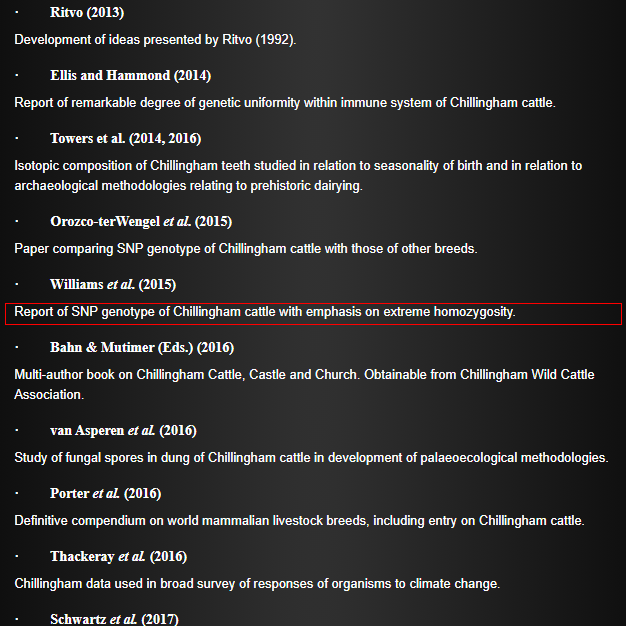 · Ritvo (2013)
Development of ideas presented by Ritvo (1992).
· Ellis and Hammond (2014)
Report of remarkable degree of genetic uniformity within immune system of Chillingham cattle.
· Towers et al. (2014, 2016)
Isotopic composition of Chillingham teeth studied in relation to seasonality of birth and in relation to
archaeological methodologies relating to prehistoric dairying.
· Orozco-terWengel et al. (2015)
Paper comparing SNP genotype of Chillingham cattle with those of other breeds.
· Williams et al. (2015)
Report of SNP genotype of Chillingham cattle with emphasis on extreme homozygosity.
· Bahn & Mutimer (Eds.) (2016)
Multi-author book on Chillingham Cattle, Castle and Church. Obtainable from Chillingham Wild Cattle
Association.
· van Asperen et al. (2016)
Study of fungal spores in dung of Chillingham cattle in development of palaeoecological methodologies.
· Porter et al. (2016)
Definitive compendium on world mammalian livestock breeds, including entry on Chillingham cattle.
· Thackeray et al. (2016)
Chillingham data used in broad survey of responses of organisms to climate change.
· Schwartz et al. (2017)